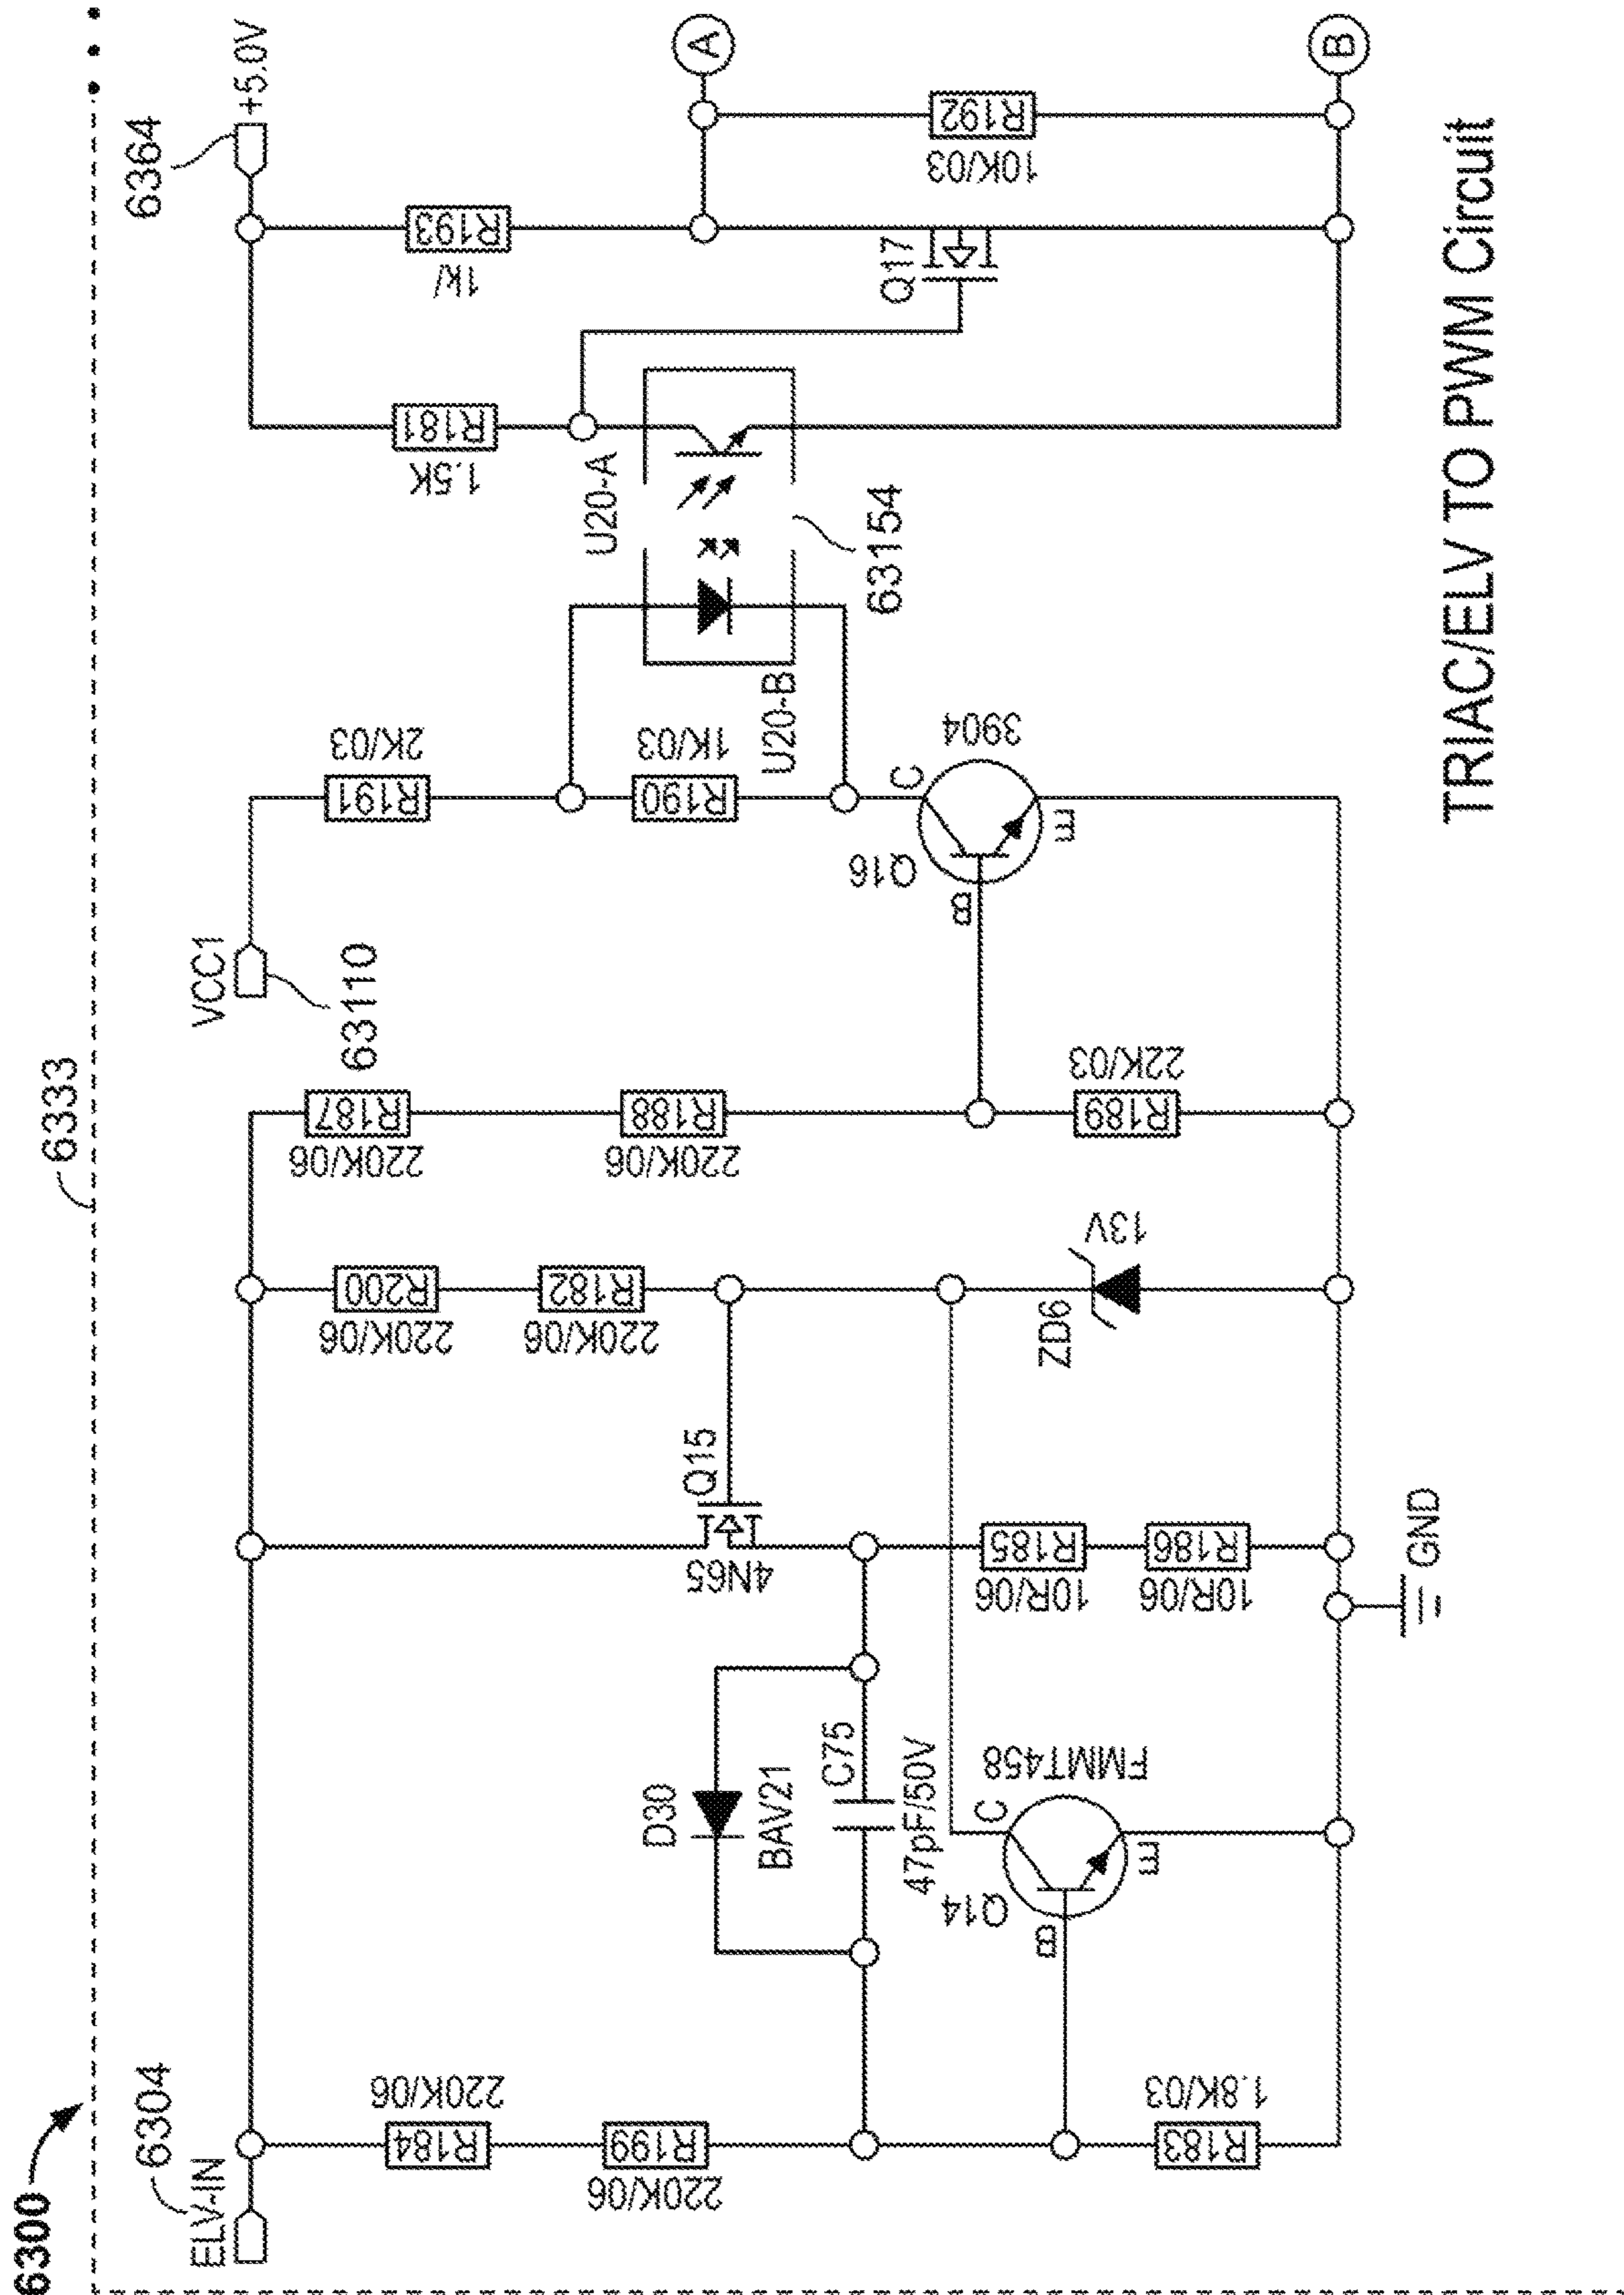 6300
6333
6304
ELV-IN
R184
220K/06
R199
220K/06
R183
1.8K/03
D30
BAV21
C75
47pF/50V
Q14
FMMT458
B
C
E
Q15
4N65
R185
10R/06
R186
10R/06
GND
R200
220K/06
R182
220K/06
ZD6
13V
R187
220K/06
R188
220K/06
R189
22K/03
VCC1
63110
R191
2K/03
R190
1K/03
Q16
3904
B
C
E
U20-B
U20-A
63154
R181
1.5K
6364
+5.0V
R193
1k/
Q17
R192
10K/03
A
B
TRIAC/ELV TO PWM Circuit